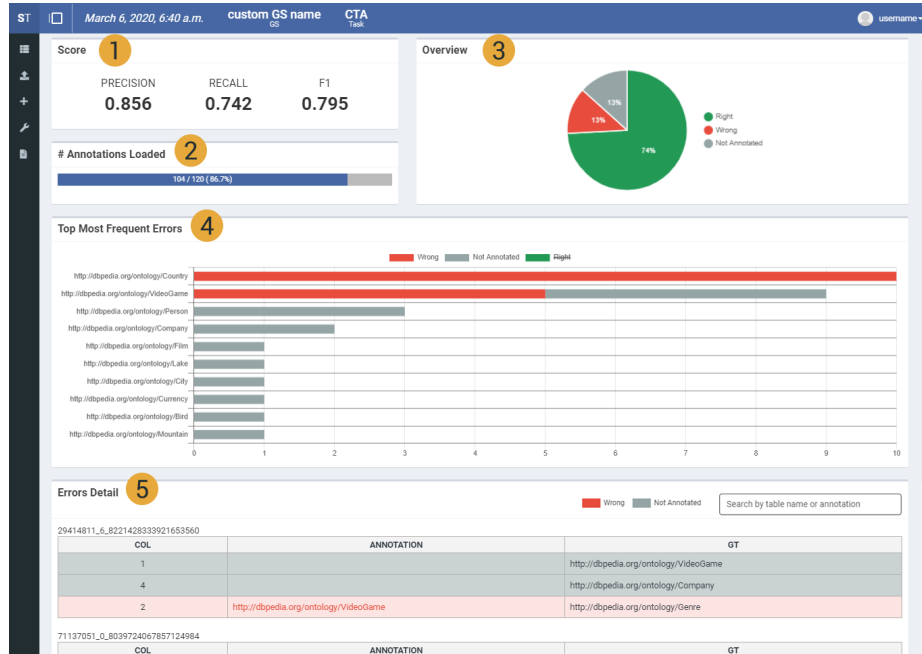 ST March 6, 2020, 6:40 a.m. custom GS name CTA username
GS Task
Score 1
PRECISION RECALL F1
0.856 0.742 0.795
# Annotations Loaded 2
104 / 120 ( 86.7%)
Overview 3
13%
13%
74%
Right
Wrong
Not Annotated
Top Most Frequent Errors 4
Wrong Not Annotated Right
http://dbpedia.org/ontology/Country
http://dbpedia.org/ontology/VideoGame
http://dbpedia.org/ontology/Person
http://dbpedia.org/ontology/Company
http://dbpedia.org/ontology/Film
http://dbpedia.org/ontology/Lake
http://dbpedia.org/ontology/City
http://dbpedia.org/ontology/Currency
http://dbpedia.org/ontology/Bird
http://dbpedia.org/ontology/Mountain
0 1 2 3 4 5 6 7 8 9 10
Errors Detail 5
Wrong Not Annotated Search by table name or annotation
29414811_6_8221428333921653560
COL ANNOTATION GT
1 http://dbpedia.org/ontology/VideoGame
4 http://dbpedia.org/ontology/Company
2 http://dbpedia.org/ontology/VideoGame http://dbpedia.org/ontology/Genre
71137051_0_8039724067857124984
COL ANNOTATION GT